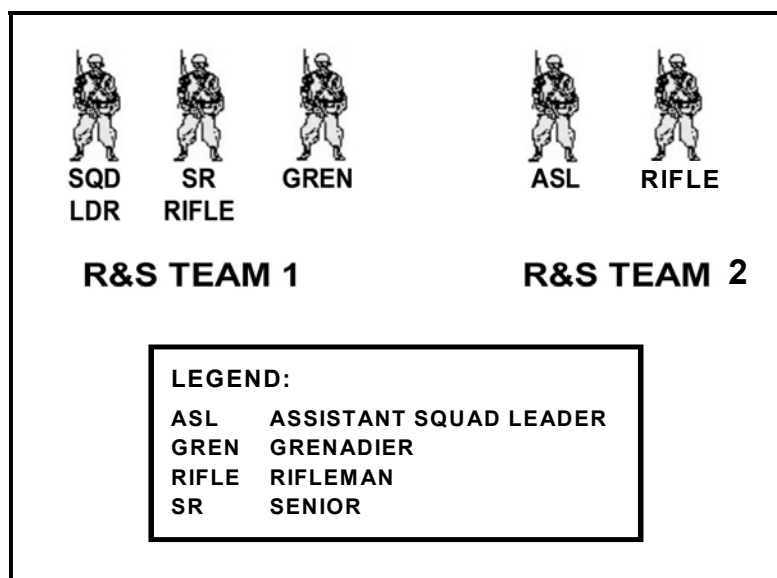 SQD SR GREN ASL RIFLE
LDR RIFLE
R&S TEAM 1 R&S TEAM 2
LEGEND:
ASL ASSISTANT SQUAD LEADER
GREN GRENADIER
RIFLE RIFLEMAN
SR SENIOR